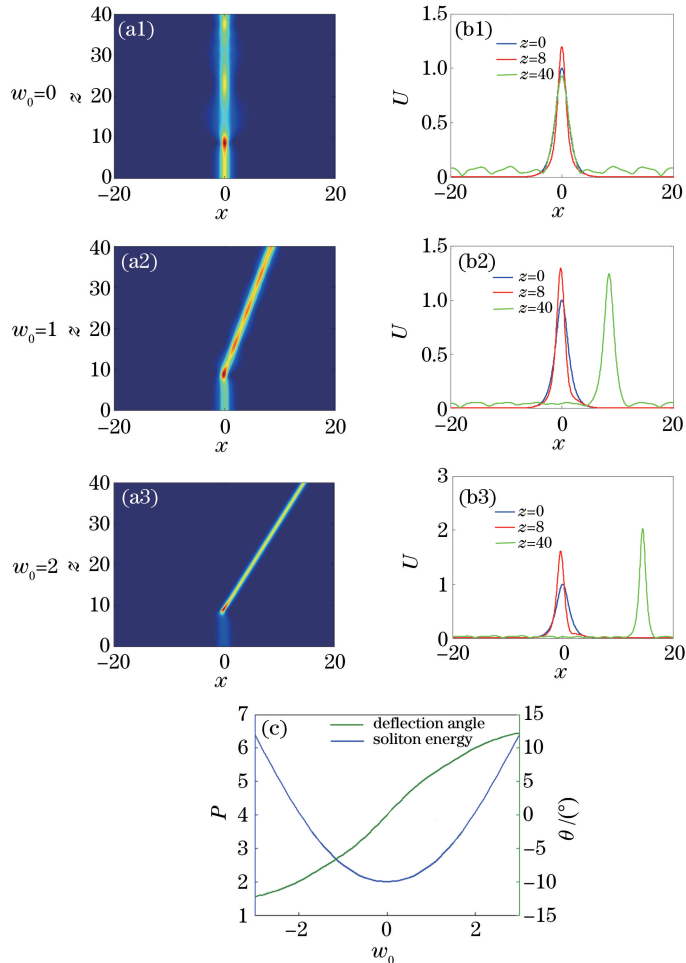 (a1)
40
30
20
10
0
w₀=0
z
−20
0
20
x
(b1)
1.5
1.0
0.5
0
U
z=0
z=8
z=40
−20
0
20
x
(a2)
40
30
20
10
0
w₀=1
z
−20
0
20
x
(b2)
1.5
1.0
0.5
0
U
z=0
z=8
z=40
−20
0
20
x
(a3)
40
30
20
10
0
w₀=2
z
−20
0
20
x
(b3)
3
2
1
0
U
z=0
z=8
z=40
−20
0
20
x
(c)
deflection angle
soliton energy
7
6
5
4
3
2
1
P
15
10
5
0
−5
−10
−15
θ/(°)
−2
0
2
w₀